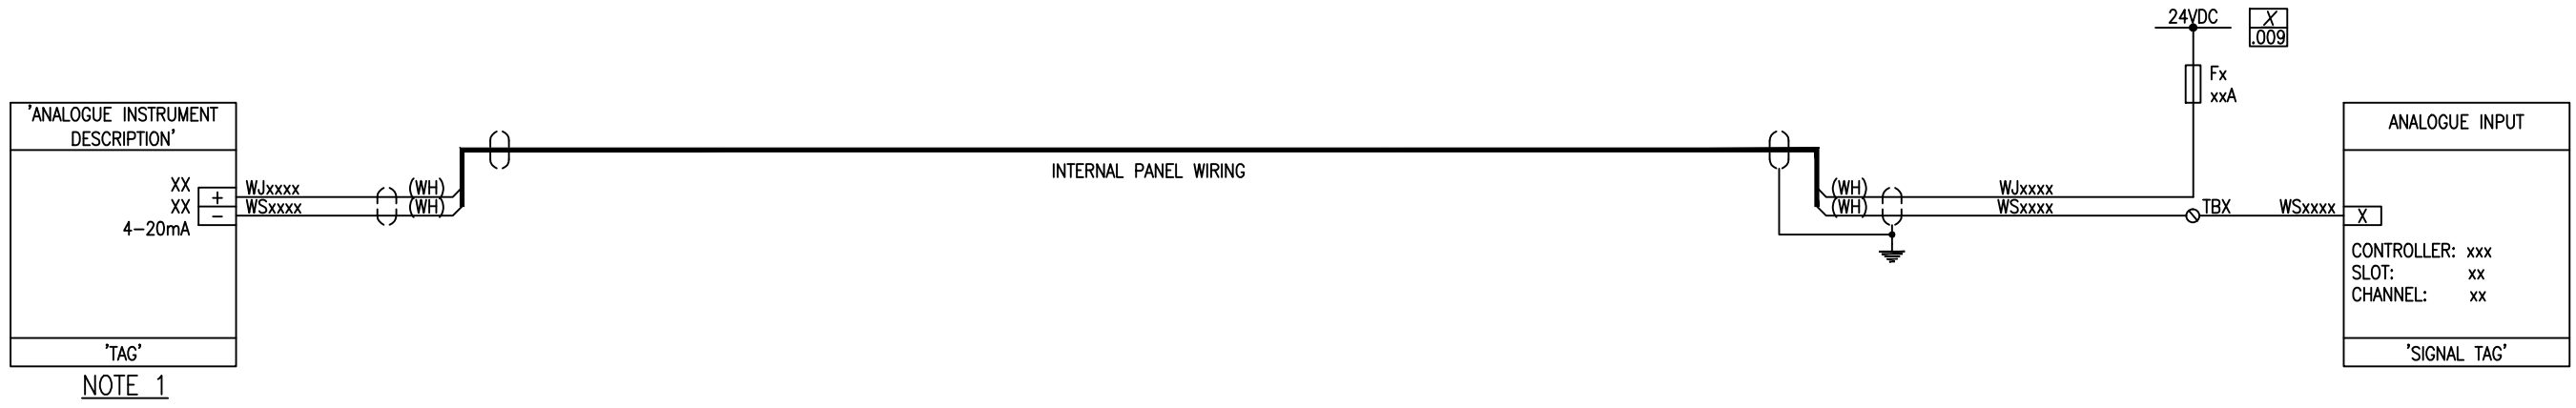 24VDC
X
.009
Fx
xxA
'ANALOGUE INSTRUMENT
DESCRIPTION'
XX
+
XX
−
4-20mA
WJxxxx
(WH)
WSxxxx
(WH)
'TAG'
NOTE 1
INTERNAL PANEL WIRING
(WH)
WJxxxx
(WH)
WSxxxx
TBX
WSxxxx
ANALOGUE INPUT
X
CONTROLLER: xxx
SLOT: xx
CHANNEL: xx
'SIGNAL TAG'